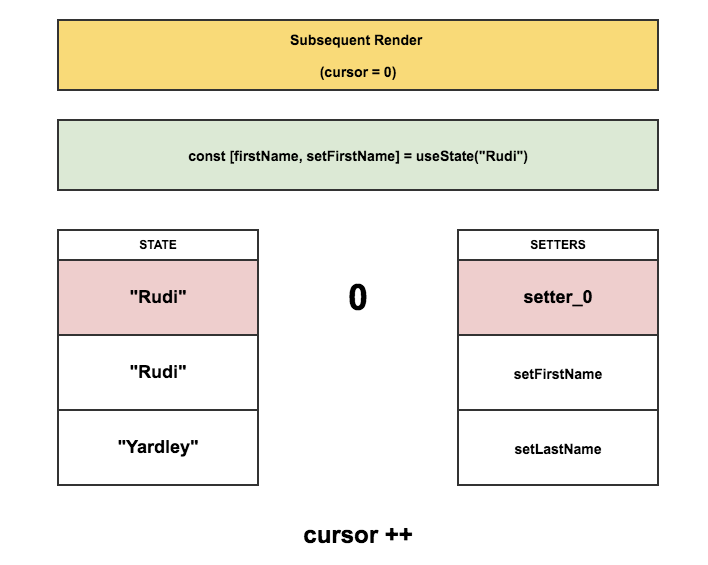 Subsequent Render
(cursor = 0)
const [firstName, setFirstName] = useState("Rudi")
STATE
SETTERS
"Rudi"
0
setter_0
"Rudi"
setFirstName
"Yardley"
setLastName
cursor ++